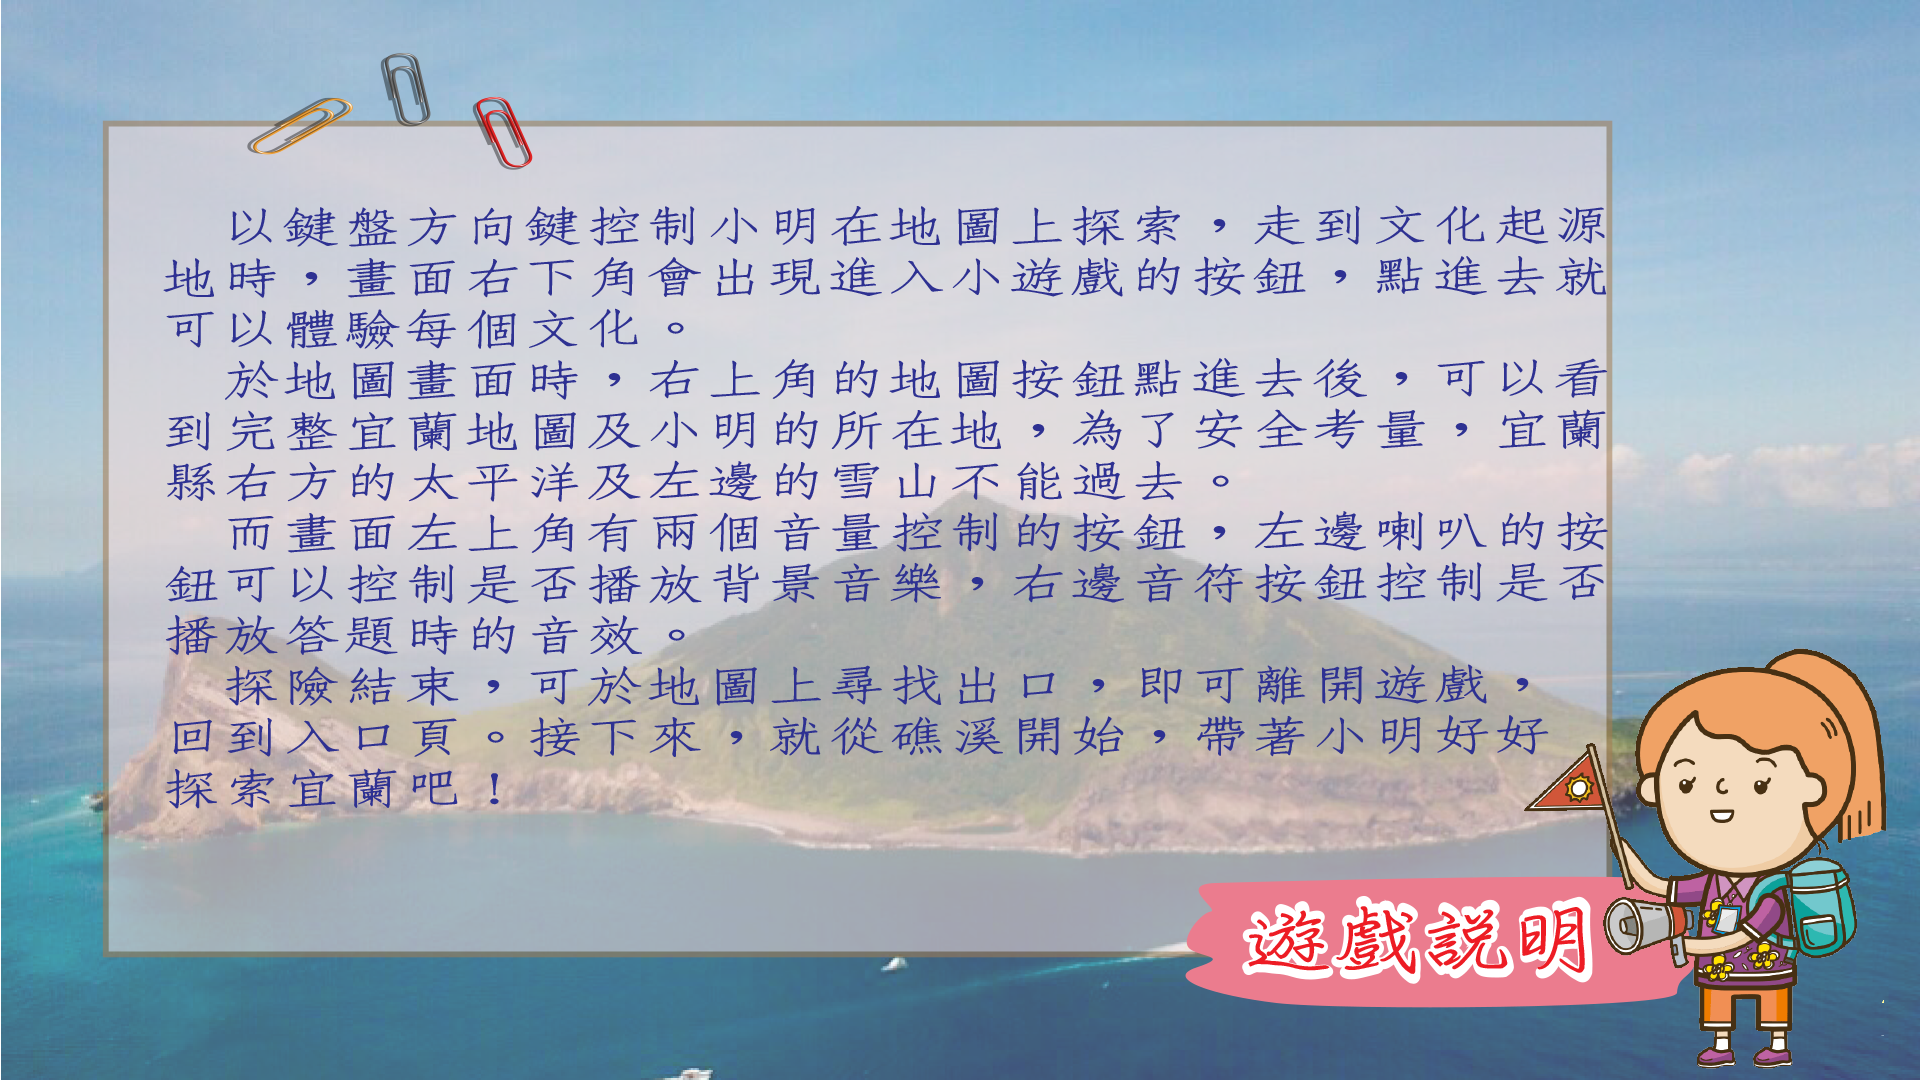 以鍵盤方向鍵控制小明在地圖上探索，走到文化起源
地時，畫面右下角會出現進入小遊戲的按鈕，點進去就
可以體驗每個文化。
於地圖畫面時，右上角的地圖按鈕點進去後，可以看
到完整宜蘭地圖及小明的所在地，為了安全考量，宜蘭
縣右方的太平洋及左邊的雪山不能過去。
而畫面左上角有兩個音量控制的按鈕，左邊喇叭的按
鈕可以控制是否播放背景音樂，右邊音符按鈕控制是否
播放答題時的音效。
探險結束，可於地圖上尋找出口，即可離開遊戲，
回到入口頁。接下來，就從礁溪開始，帶著小明好好
探索宜蘭吧！
遊戲説明